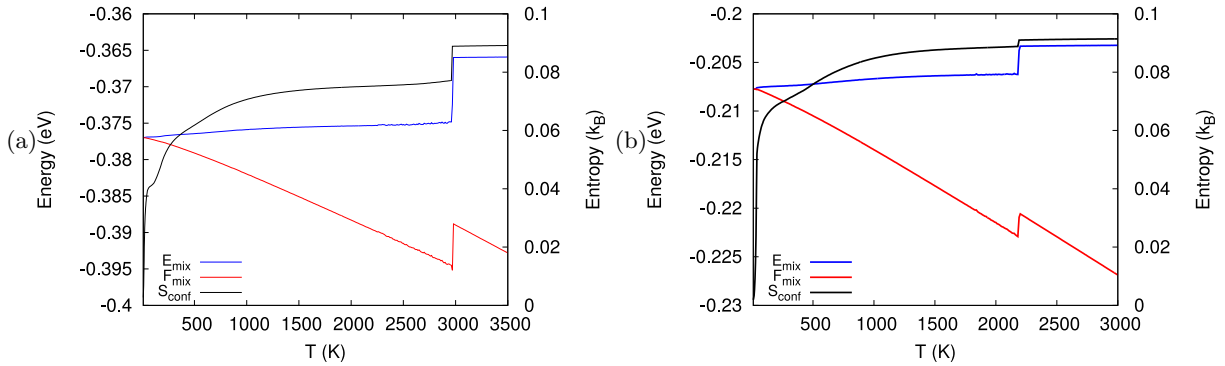 (a)
Energy (eV)
-0.36
-0.365
-0.37
-0.375
-0.38
-0.385
-0.39
-0.395
-0.4
E_mix
F_mix
S_conf
500 1000 1500 2000 2500 3000 3500
T (K)
0.1
0.08
0.06
0.04
0.02
0
Entropy (k_B)
(b)
Energy (eV)
-0.2
-0.205
-0.21
-0.215
-0.22
-0.225
-0.23
E_mix
F_mix
S_conf
500 1000 1500 2000 2500 3000
T (K)
0.1
0.08
0.06
0.04
0.02
0
Entropy (k_B)